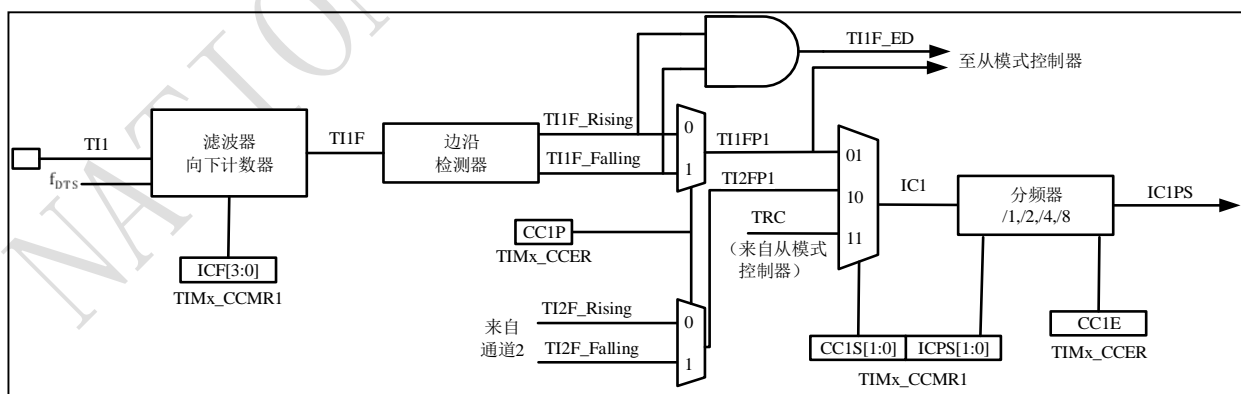 NATION
TI1F_ED
至从模式控制器
TI1
f_DTS
滤波器
向下计数器
TI1F
边沿
检测器
TI1F_Rising
TI1F_Falling
0
1
TI1FP1
TI2FP1
TRC
(来自从模式
控制器)
01
10
11
IC1
分频器
/1,/2,/4,/8
IC1PS
ICF[3:0]
TIMx_CCMR1
CC1P
TIMx_CCER
来自
通道2
TI2F_Rising
TI2F_Falling
0
1
CC1S[1:0] ICPS[1:0]
TIMx_CCMR1
CC1E
TIMx_CCER